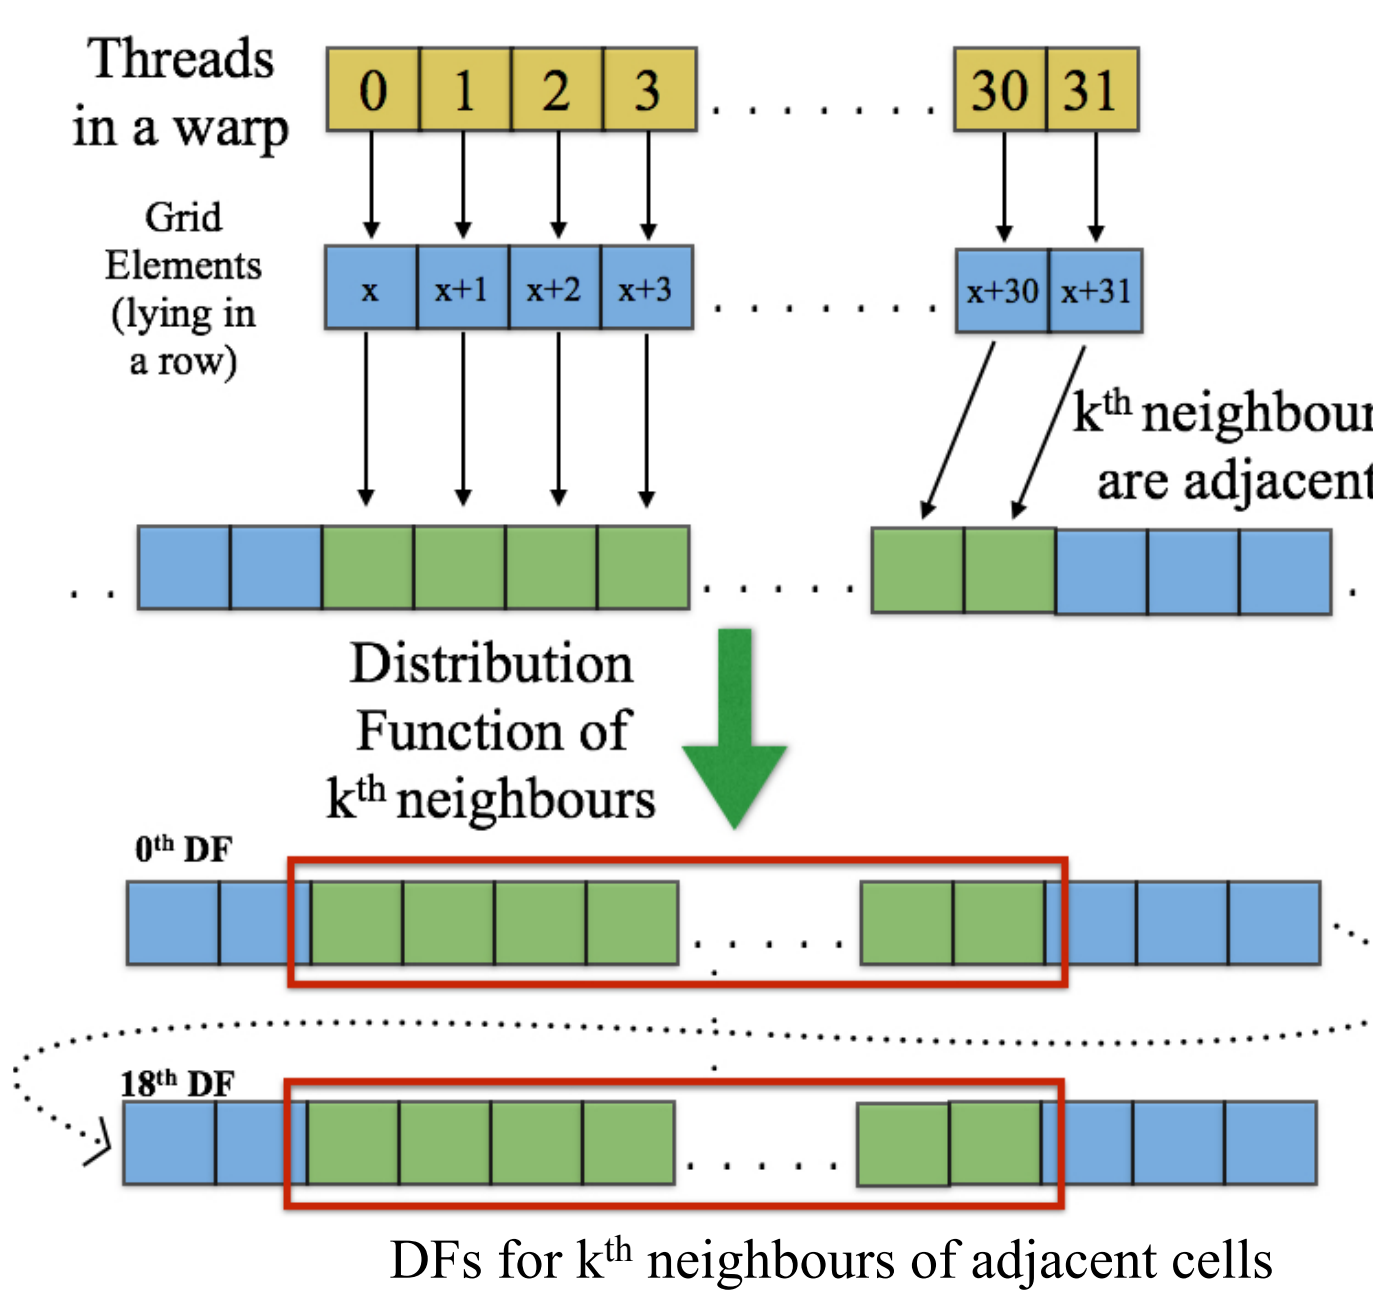 Threads
in a warp
0 1 2 3 . . . . . . . 30 31
Grid
Elements
(lying in
a row)
x x+1 x+2 x+3 . . . . . . . x+30 x+31
kth neighbour
are adjacent
. . . . . . . .
Distribution
Function of
kth neighbours
0th DF
. . . . .
18th DF
. . . . .
DFs for kth neighbours of adjacent cells